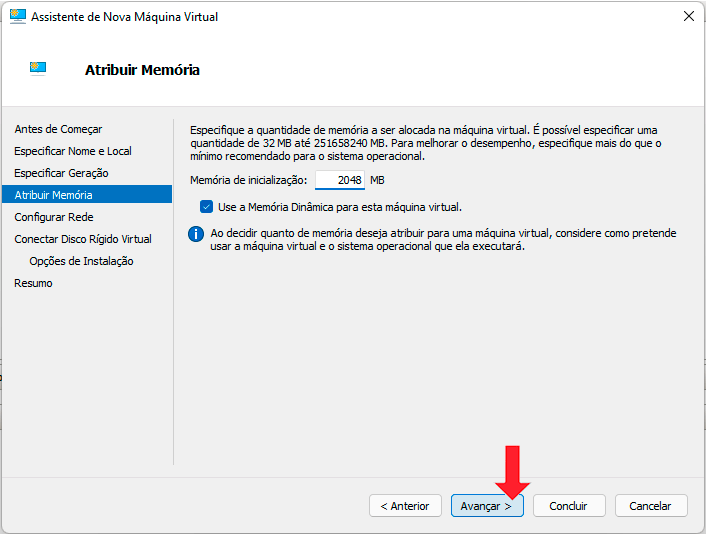 Assistente de Nova Máquina Virtual
Atribuir Memória
Antes de Começar
Especificar Nome e Local
Especificar Geração
Atribuir Memória
Configurar Rede
Conectar Disco Rígido Virtual
Opções de Instalação
Resumo
Especifique a quantidade de memória a ser alocada na máquina virtual. É possível especificar uma
quantidade de 32 MB até 251658240 MB. Para melhorar o desempenho, especifique mais do que o
mínimo recomendado para o sistema operacional.
Memória de inicialização: 2048 MB
Use a Memória Dinâmica para esta máquina virtual.
Ao decidir quanto de memória deseja atribuir para uma máquina virtual, considere como pretende
usar a máquina virtual e o sistema operacional que ela executará.
< Anterior
Avançar >
Concluir
Cancelar